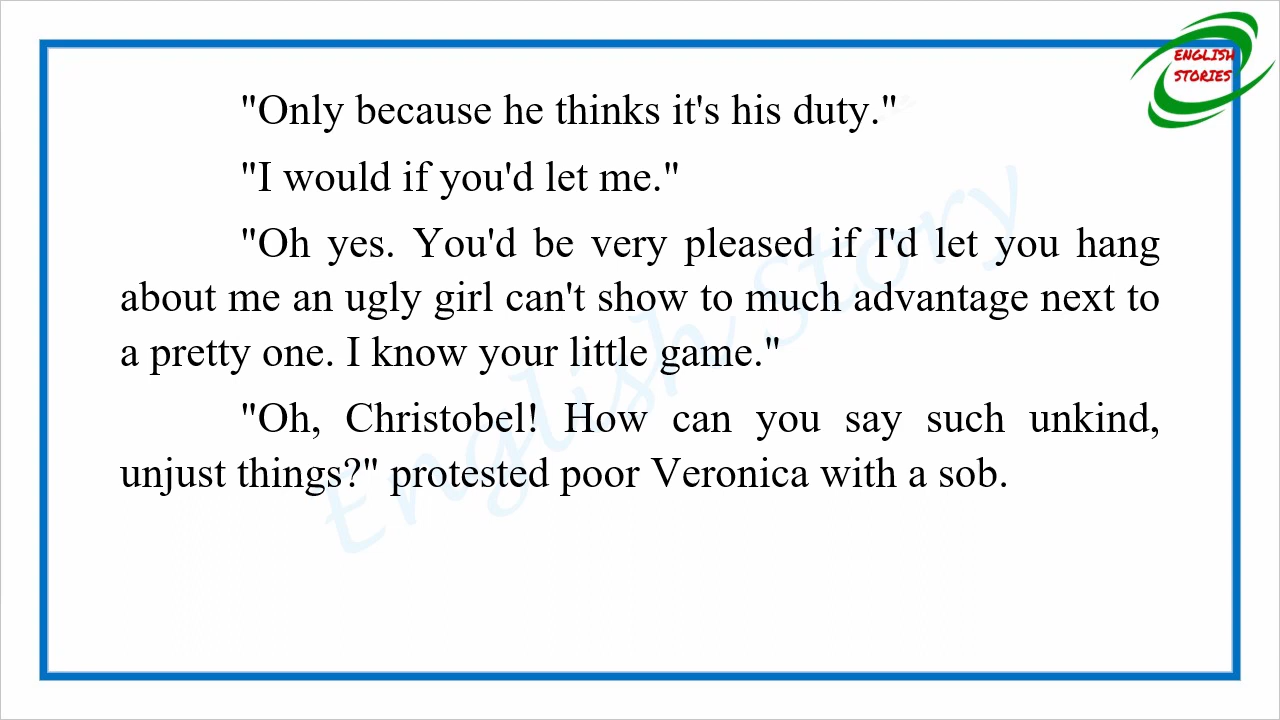 ENGLISH
STORIES
"Only because he thinks it's his duty."
"I would if you'd let me."
"Oh yes. You'd be very pleased if I'd let you hang
about me an ugly girl can't show to much advantage next to
a pretty one. I know your little game."
"Oh, Christobel! How can you say such unkind,
unjust things?" protested poor Veronica with a sob.
English Story